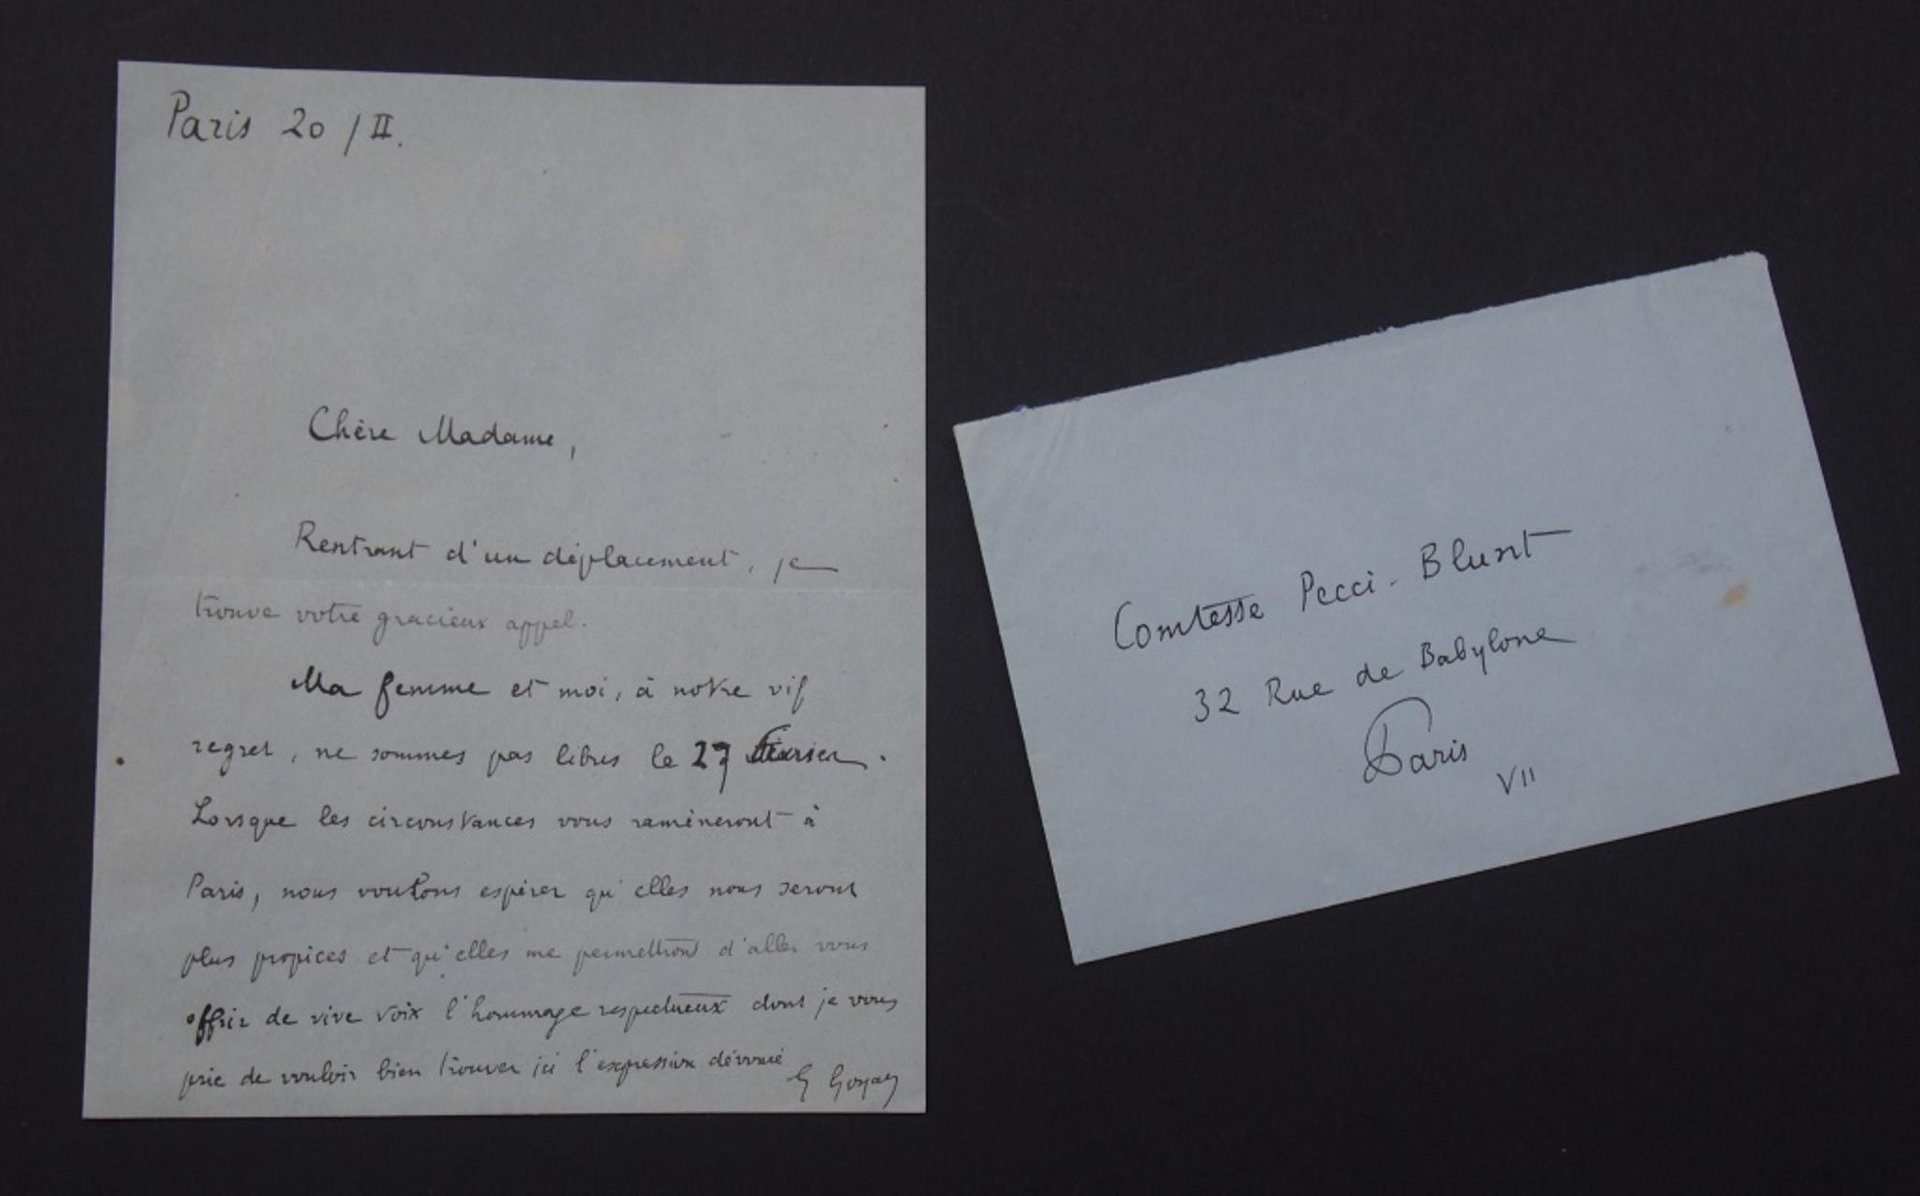 Paris 20 / II.
Chère Madame,
Rentrant d'un déplacement, je
trouve votre gracieux appel.
Ma femme et moi, à notre vif
regret, ne sommes pas libres le 27 février.
Lorsque les circonstances vous ramèneront à
Paris, nous voulons espérer qu'elles nous seront
plus propices et qu'elles me permettront d'aller vous
offrir de vive voix l'hommage respectueux dont je vous
prie de vouloir bien trouver ici l'expression dévouée
G Goyau
Comtesse Pecci-Blunt
32 Rue de Babylone
Paris
VII